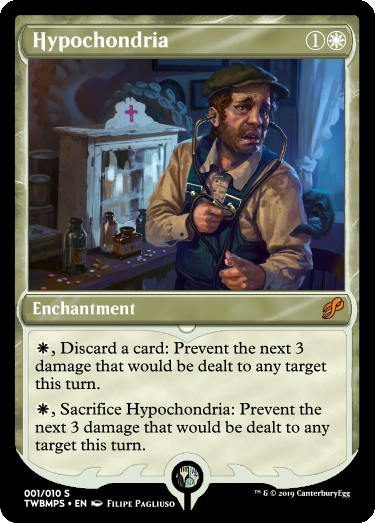 Hypochondria
1
Enchantment
, Discard a card: Prevent the next 3
damage that would be dealt to any target
this turn.
, Sacrifice Hypochondria: Prevent the
next 3 damage that would be dealt to any
target this turn.
001/010 S
TWBMPS • EN Filipe Pagliuso
™ & © 2019 CanterburyEgg